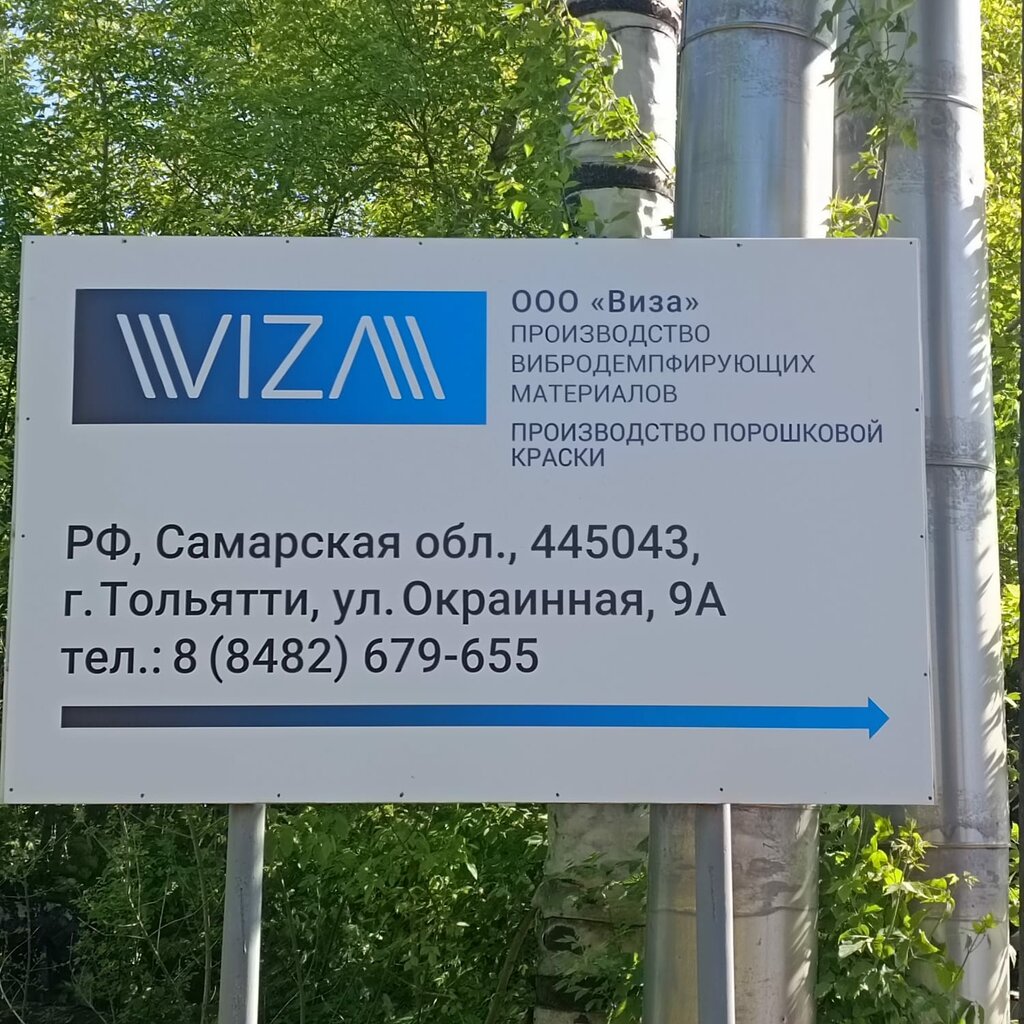 VIZA
ООО «Виза»
ПРОИЗВОДСТВО
ВИБРОДЕМПФИРУЮЩИХ
МАТЕРИАЛОВ
ПРОИЗВОДСТВО ПОРОШКОВОЙ
КРАСКИ
РФ, Самарская обл., 445043,
г. Тольятти, ул. Окраинная, 9А
тел.: 8 (8482) 679-655